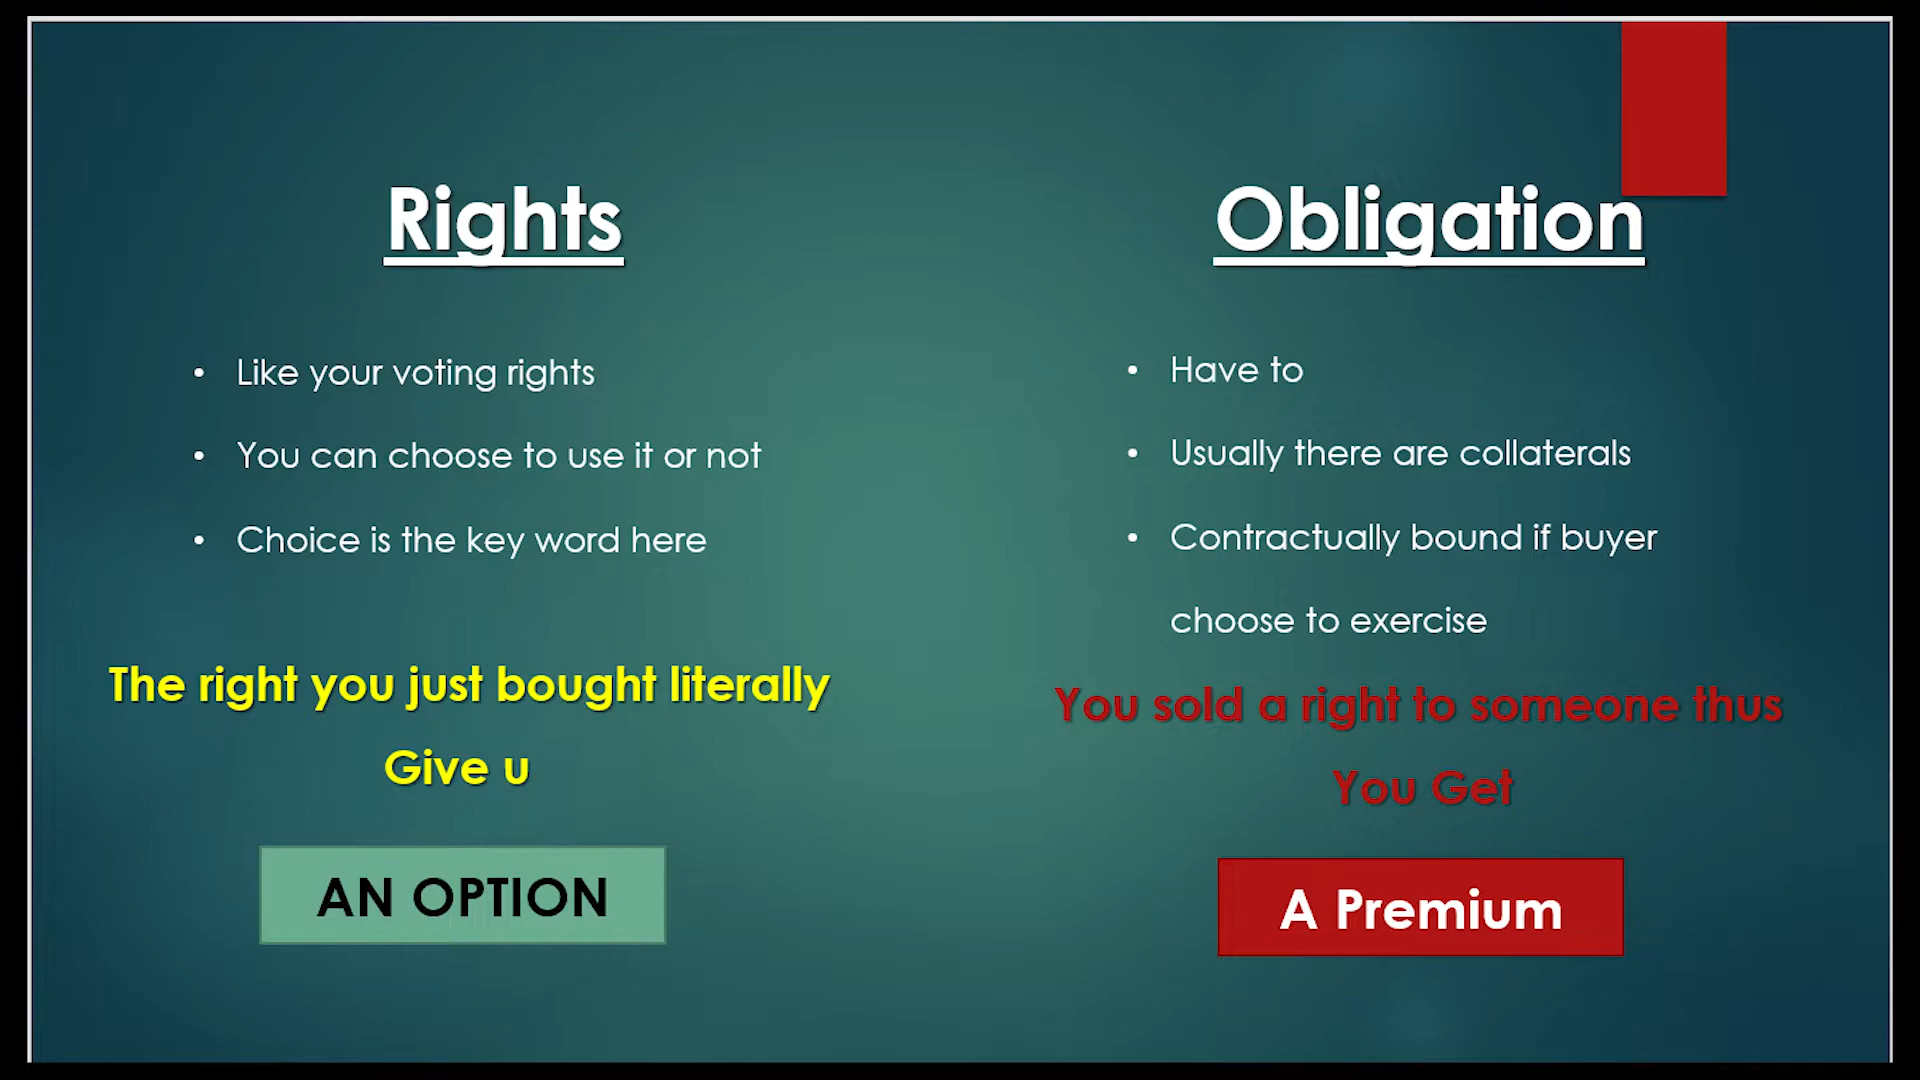 Rights
• Like your voting rights
• You can choose to use it or not
• Choice is the key word here
The right you just bought literally
Give u
AN OPTION
Obligation
• Have to
• Usually there are collaterals
• Contractually bound if buyer
choose to exercise
You sold a right to someone thus
You Get
A Premium